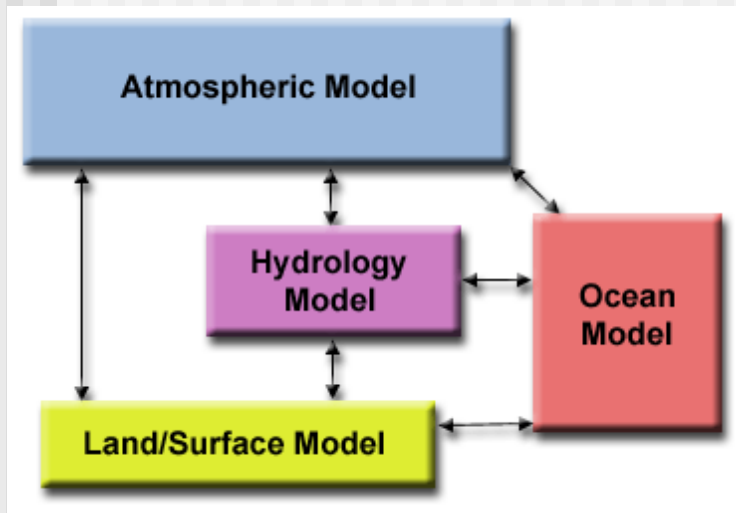 Atmospheric Model
Hydrology
Model
Ocean
Model
Land/Surface Model